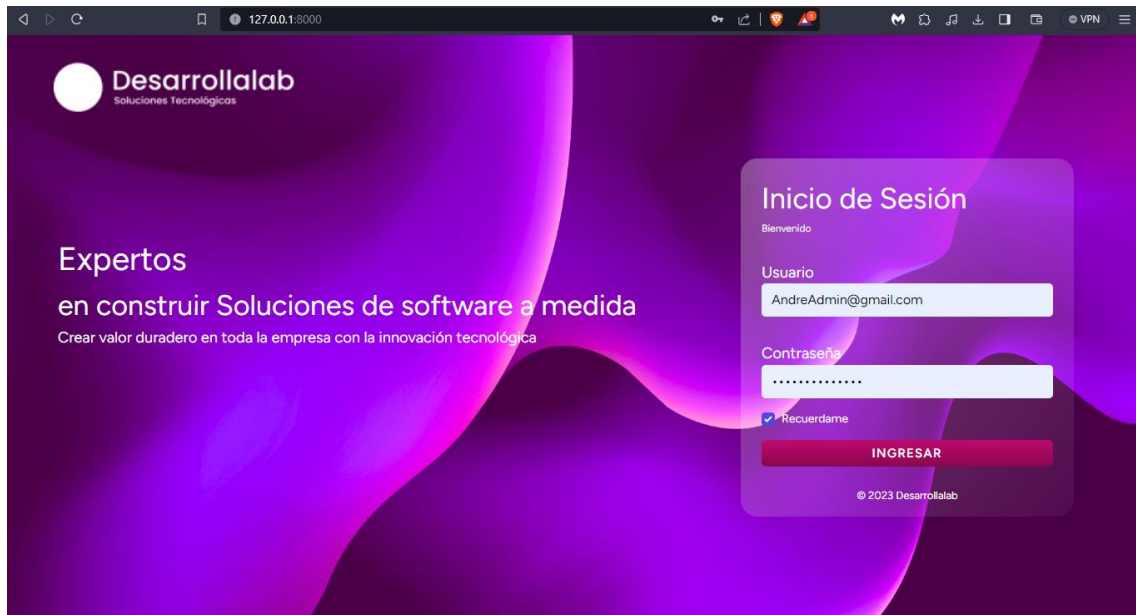 127.0.0.1:8000
VPN
Desarrollalab
Soluciones Tecnológicas
Expertos
en construir Soluciones de software a medida
Crear valor duradero en toda la empresa con la innovación tecnológica
Inicio de Sesión
Bienvenido
Usuario
AndreAdmin@gmail.com
Contraseña
••••••••••••••
Recuerdame
INGRESAR
© 2023 Desarrollalab